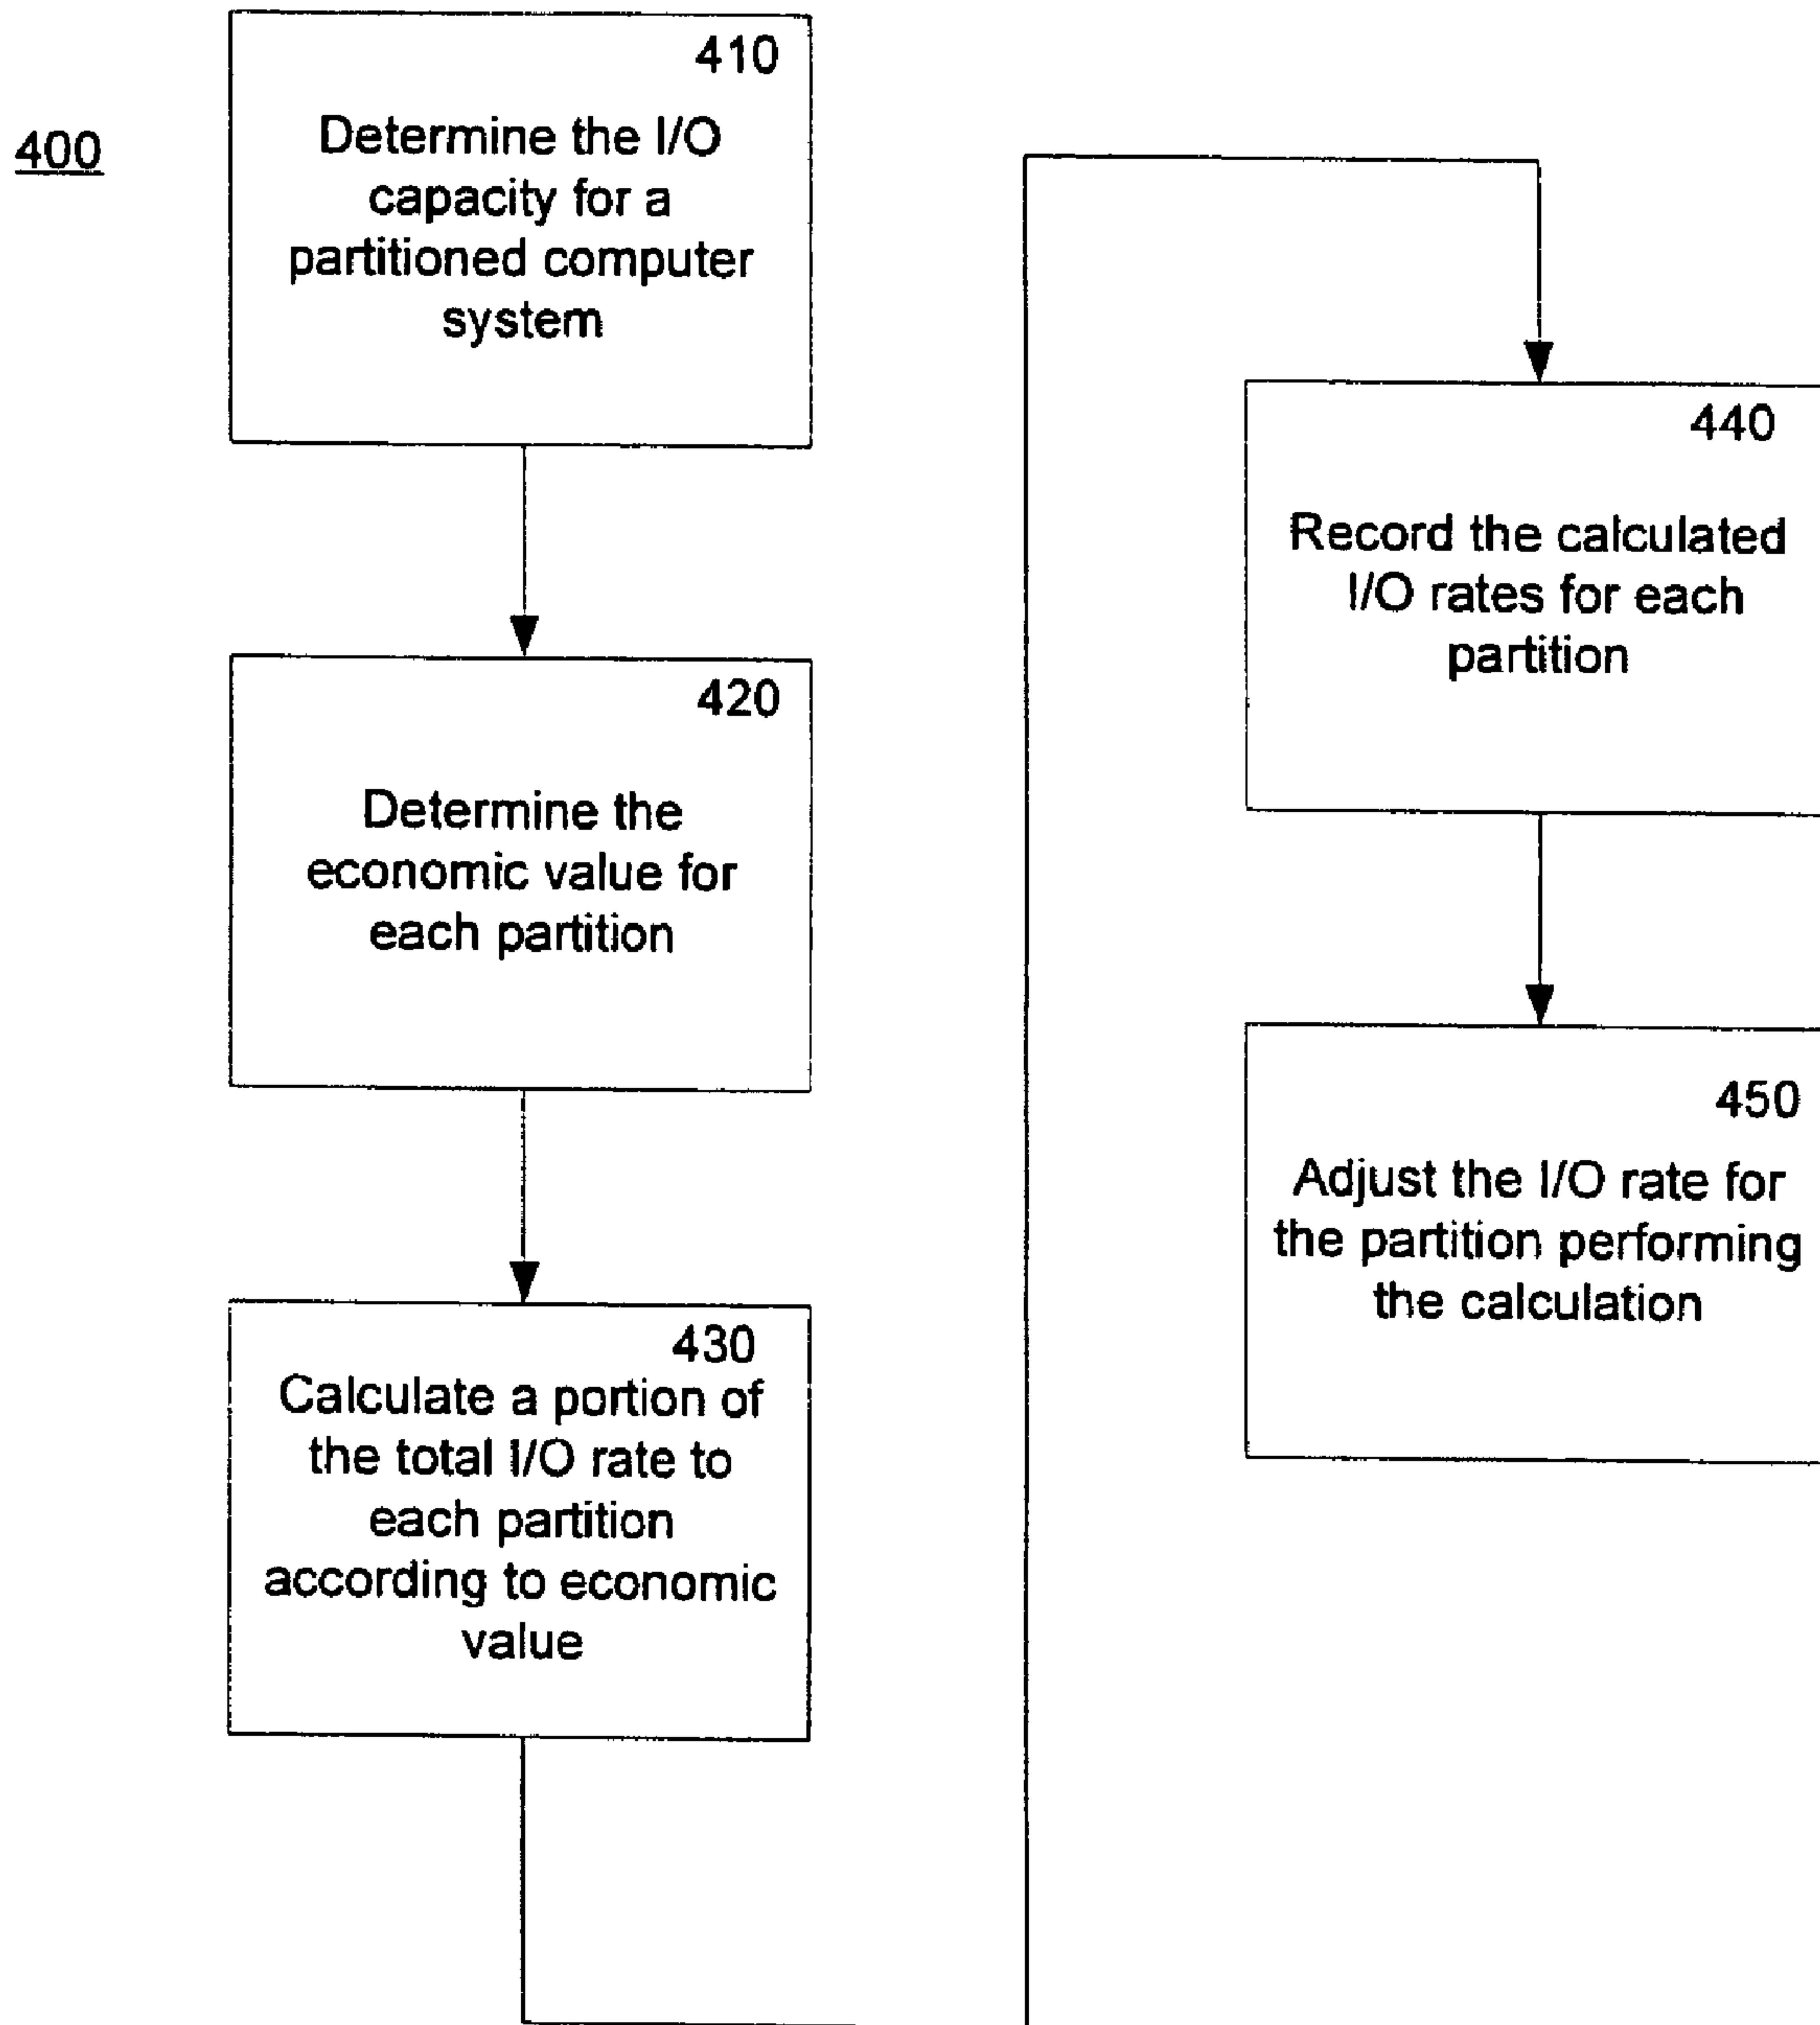 400
410
Determine the I/O
capacity for a
partitioned computer
system
420
Determine the
economic value for
each partition
430
Calculate a portion of
the total I/O rate to
each partition
according to economic
value
440
Record the calculated
I/O rates for each
partition
450
Adjust the I/O rate for
the partition performing
the calculation